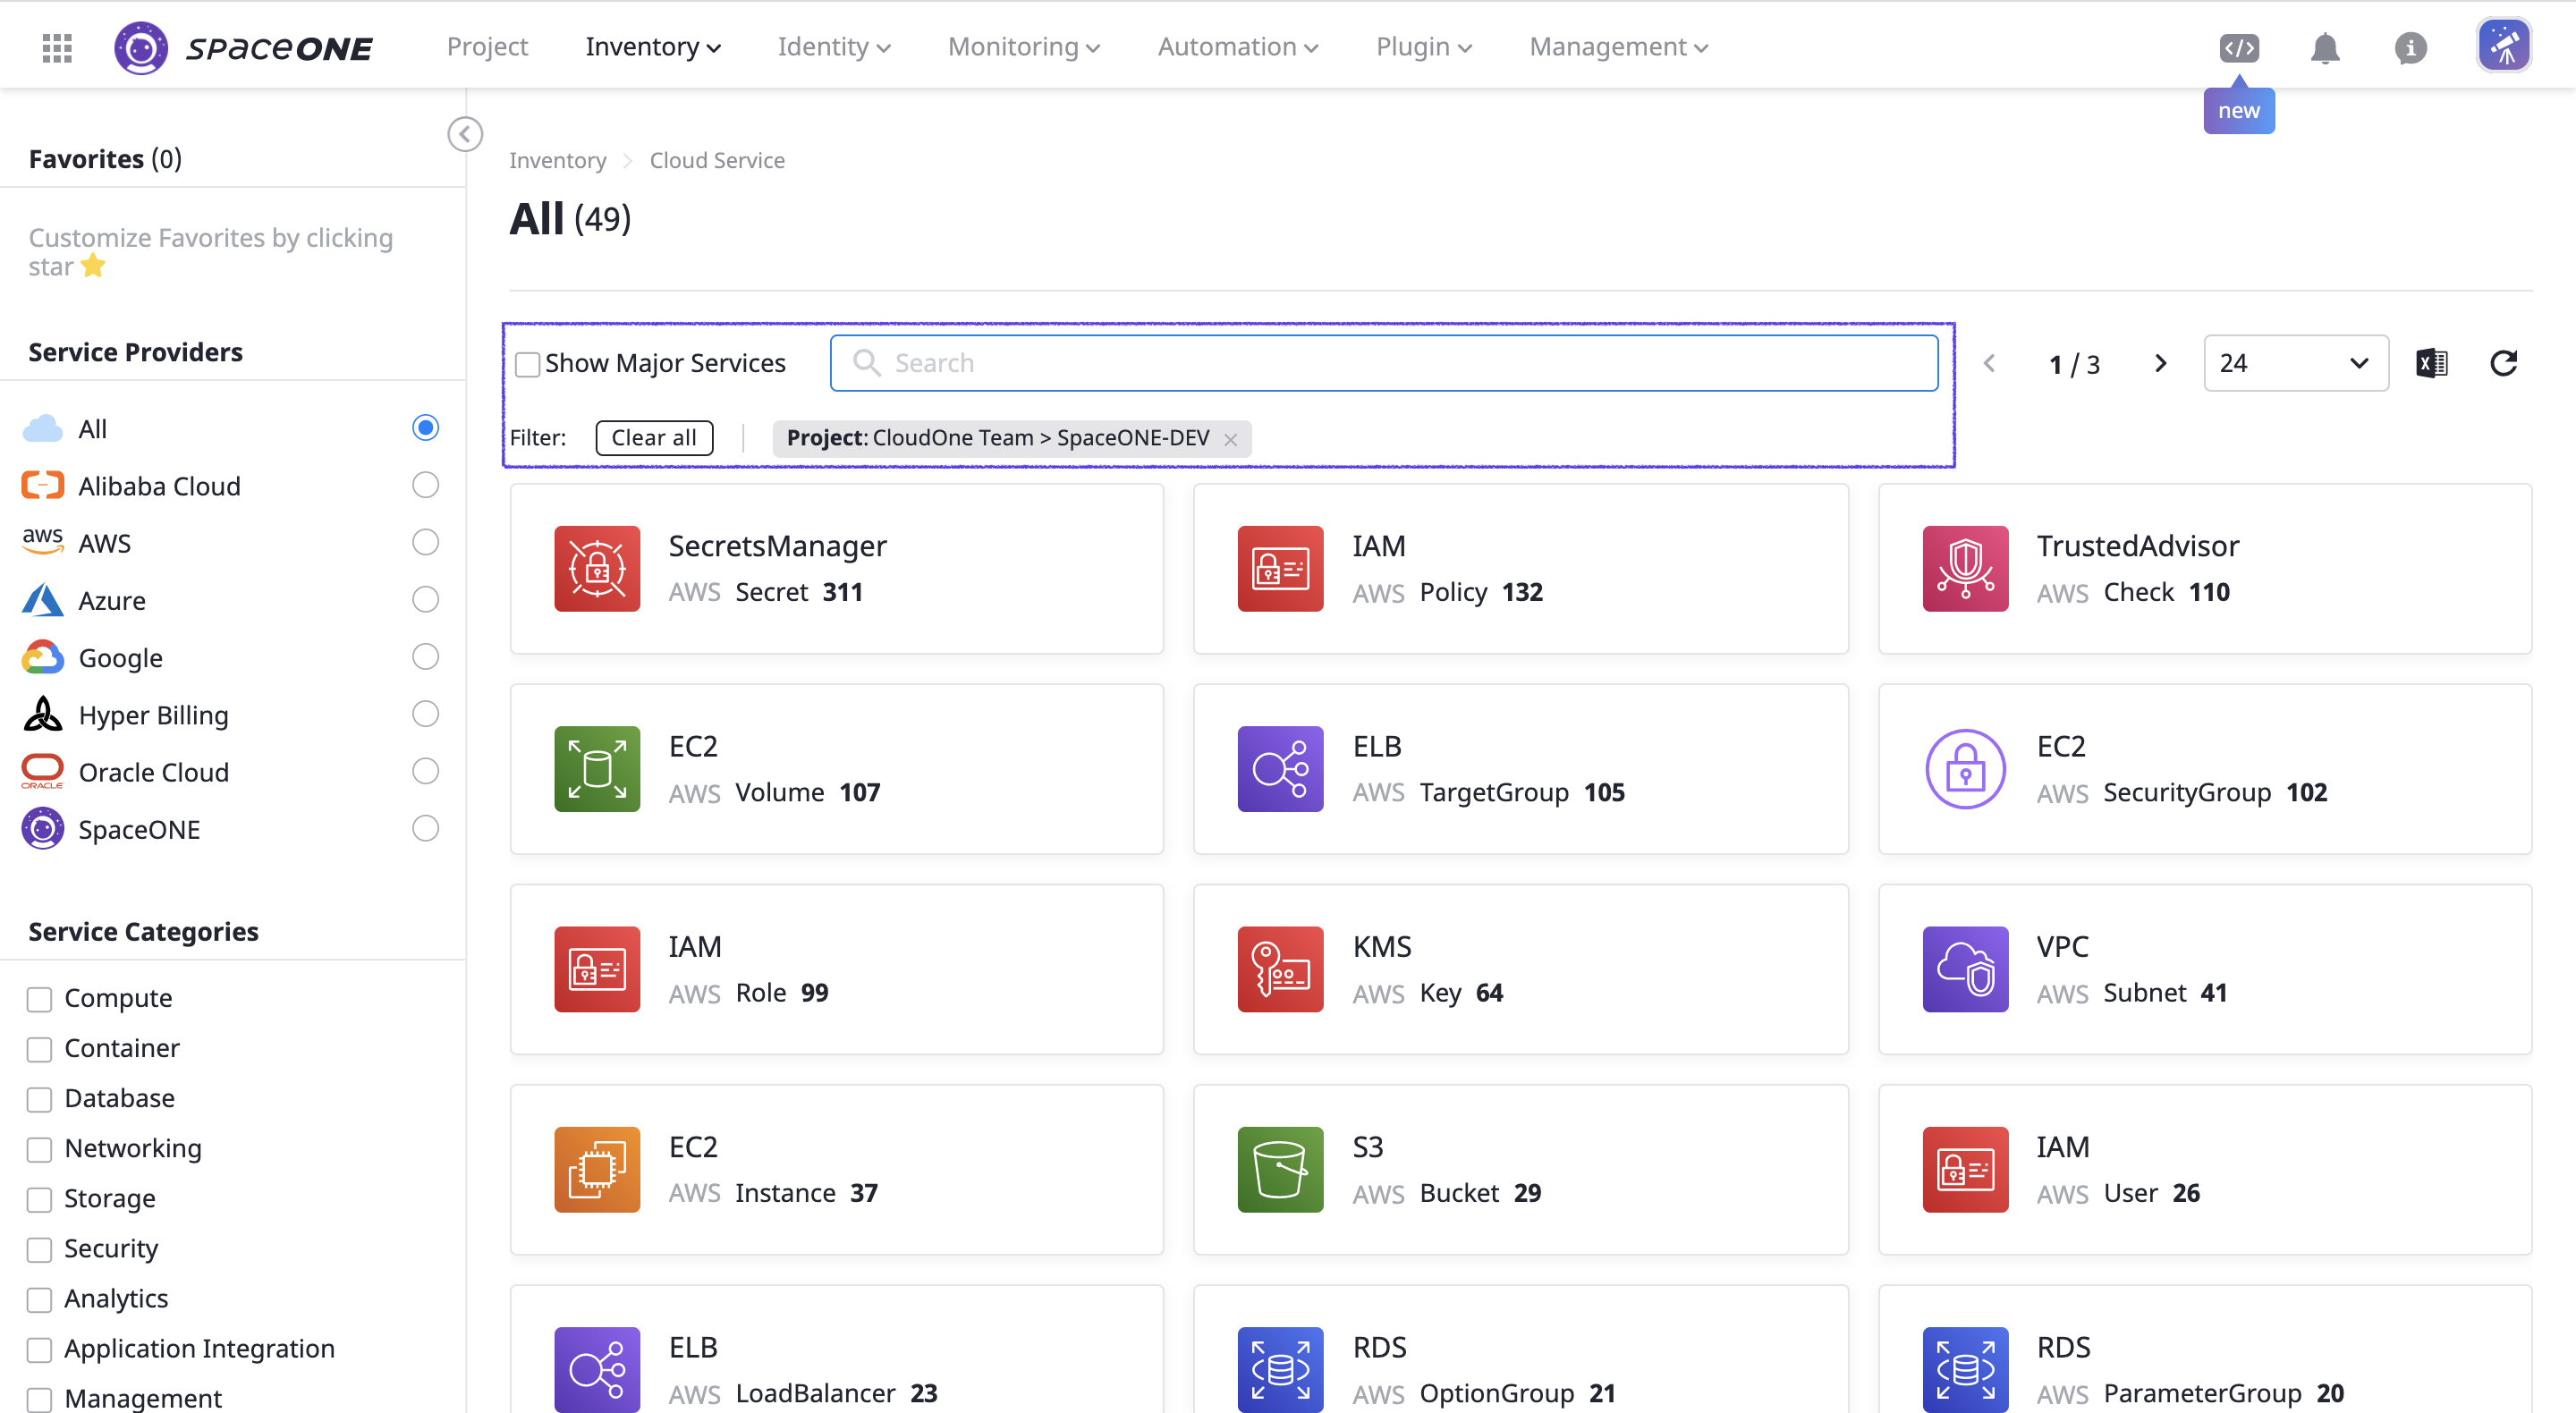 spaceONE
Project
Inventory
Identity
Monitoring
Automation
Plugin
Management
new
Favorites (0)
Customize Favorites by clicking
star
Service Providers
All
Alibaba Cloud
aws
AWS
Azure
Google
Hyper Billing
ORACLE
Oracle Cloud
SpaceONE
Service Categories
Compute
Container
Database
Networking
Storage
Security
Analytics
Application Integration
Management
Inventory
Cloud Service
All (49)
Show Major Services
Search
1 / 3
24
X
Filter:
Clear all
Project: CloudOne Team > SpaceONE-DEV
SecretsManager
AWS Secret 311
IAM
AWS Policy 132
TrustedAdvisor
AWS Check 110
EC2
AWS Volume 107
ELB
AWS TargetGroup 105
EC2
AWS SecurityGroup 102
IAM
AWS Role 99
KMS
AWS Key 64
VPC
AWS Subnet 41
EC2
AWS Instance 37
S3
AWS Bucket 29
IAM
AWS User 26
ELB
AWS LoadBalancer 23
RDS
AWS OptionGroup 21
RDS
AWS ParameterGroup 20